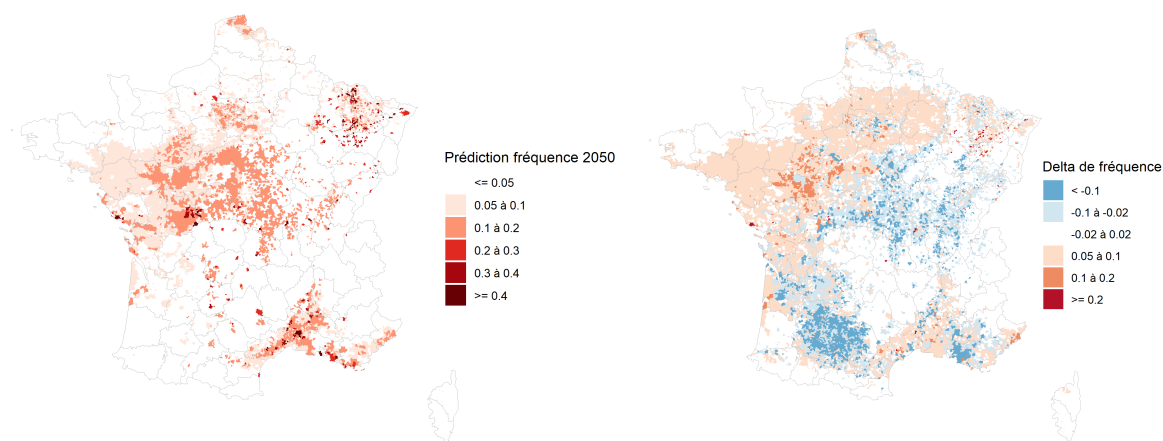 Prédiction fréquence 2050
<= 0.05
0.05 à 0.1
0.1 à 0.2
0.2 à 0.3
0.3 à 0.4
>= 0.4
Delta de fréquence
< -0.1
-0.1 à -0.02
-0.02 à 0.02
0.05 à 0.1
0.1 à 0.2
>= 0.2